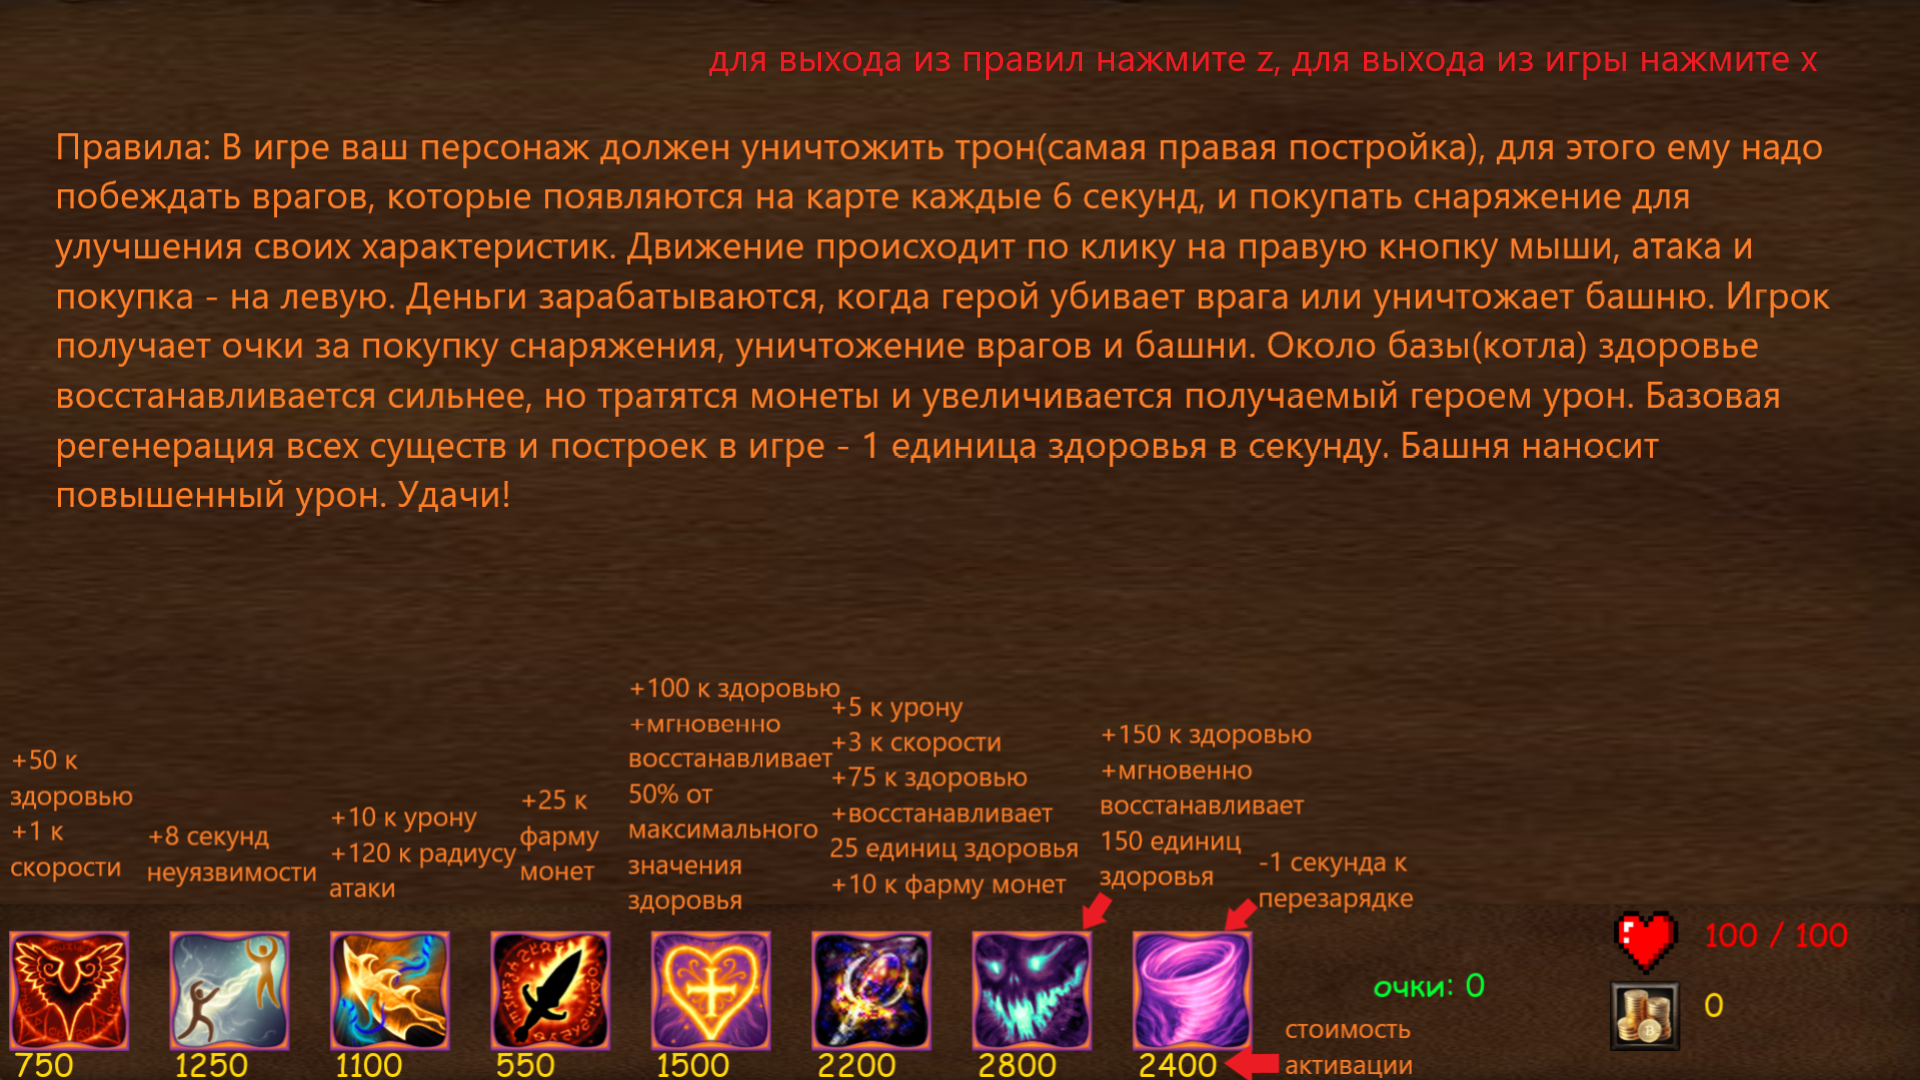 для выхода из правил нажмите z, для выхода из игры нажмите x
Правила: В игре ваш персонаж должен уничтожить трон(самая правая постройка), для этого ему надо
побеждать врагов, которые появляются на карте каждые 6 секунд, и покупать снаряжение для
улучшения своих характеристик. Движение происходит по клику на правую кнопку мыши, атака и
покупка - на левую. Деньги зарабатываются, когда герой убивает врага или уничтожает башню. Игрок
получает очки за покупку снаряжения, уничтожение врагов и башни. Около базы(котла) здоровье
восстанавливается сильнее, но тратятся монеты и увеличивается получаемый героем урон. Базовая
регенерация всех существ и построек в игре - 1 единица здоровья в секунду. Башня наносит
повышенный урон. Удачи!
+50 к
здоровью
+1 к
скорости
+8 секунд
неуязвимости
+10 к урону
+120 к радиусу
атаки
+25 к
фарму
монет
+100 к здоровью
+мгновенно
восстанавливает
50% от
максимального
значения
здоровья
+5 к урону
+3 к скорости
+75 к здоровью
+восстанавливает
25 единиц здоровья
+10 к фарму монет
+150 к здоровью
+мгновенно
восстанавливает
150 единиц
здоровья
-1 секунда к
перезарядке
100 / 100
очки: 0
0
750
1250
1100
550
1500
2200
2800
2400
стоимость
активации